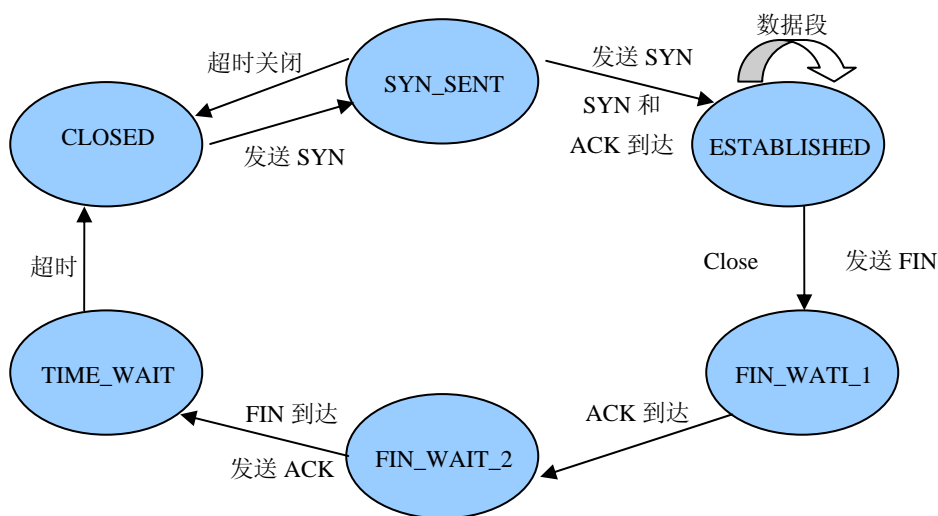 数据段
超时关闭
发送 SYN
SYN_SENT
SYN 和
CLOSED
发送 SYN
ACK 到达
ESTABLISHED
超时
Close
发送 FIN
TIME_WAIT
FIN_WATI_1
FIN 到达
ACK 到达
发送 ACK
FIN_WAIT_2